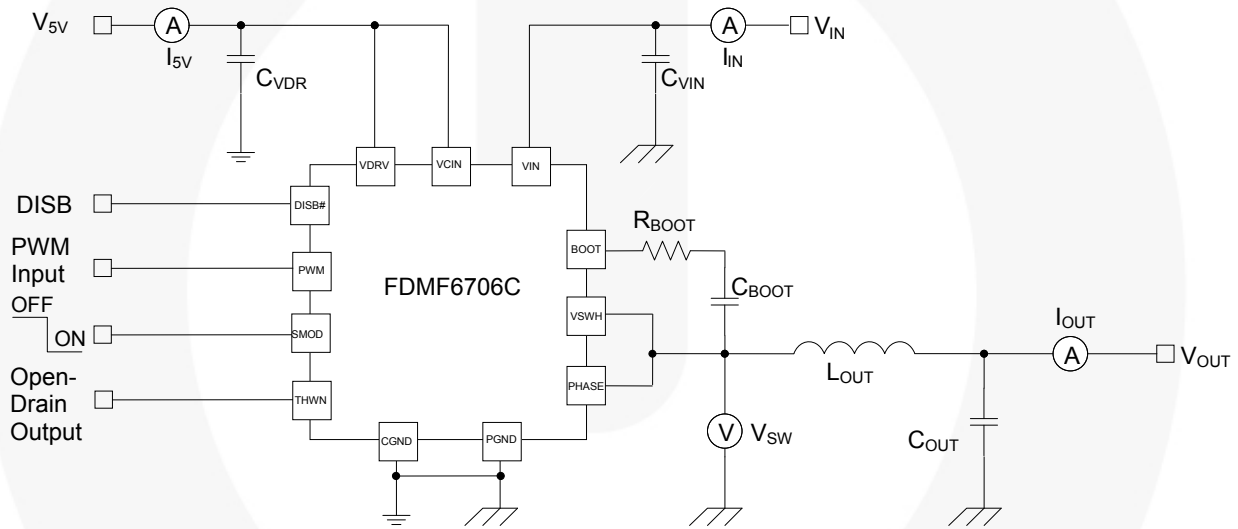 V5V
A
I5V
CVDR
A
IIN
VIN
CVIN
VDRV
VCIN
VIN
DISB
DISB#
PWM
Input
PWM
OFF
ON
SMOD
Open-
Drain
Output
THWN
FDMF6706C
BOOT
RBOOT
CBOOT
VSWH
PHASE
CGND
PGND
V
VSW
LOUT
IOUT
A
VOUT
COUT